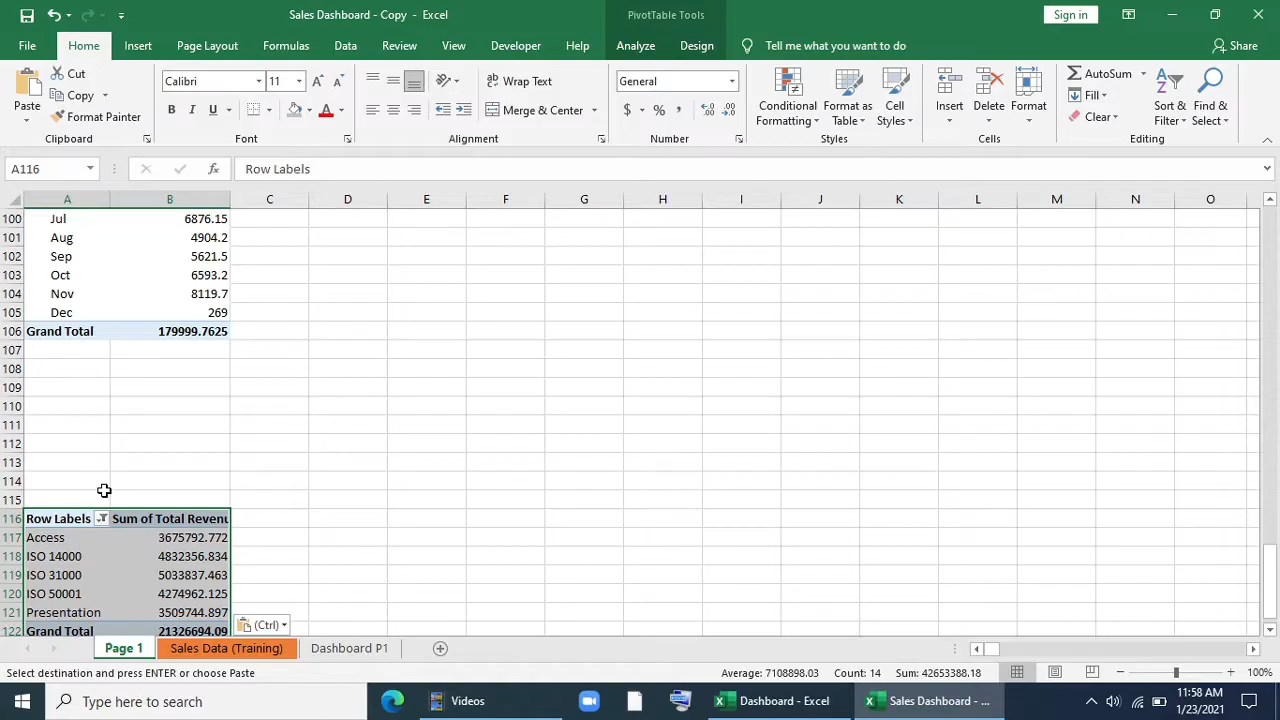 Sales Dashboard - Copy - Excel
PivotTable Tools
Sign in
File Home Insert Page Layout Formulas Data Review View Developer Help Analyze Design Tell me what you want to do Share
Paste
Cut
Copy
Format Painter
Clipboard
Calibri 11
B I U
Font
Wrap Text
Merge & Center
Alignment
General
$ % ,
Number
Conditional Formatting
Format as Table
Cell Styles
Styles
Insert
Delete
Format
Cells
AutoSum
Fill
Clear
Sort & Filter
Find & Select
Editing
A116 fx Row Labels
A B C D E F G H I J K L M N O
100 Jul 6876.15
101 Aug 4904.2
102 Sep 5621.5
103 Oct 6593.2
104 Nov 8119.7
105 Dec 269
106 Grand Total 179999.7625
107
108
109
110
111
112
113
114
115
116 Row Labels Sum of Total Revenu
117 Access 3675792.772
118 ISO 14000 4832356.834
119 ISO 31000 5033837.463
120 ISO 50001 4274962.125
121 Presentation 3509744.897
122 Grand Total 21326694.09
(Ctrl)
Page 1 Sales Data (Training) Dashboard P1
Select destination and press ENTER or choose Paste Average: 7108898.03 Count: 14 Sum: 42653388.18 100%
Type here to search
Videos
Dashboard - Excel
Sales Dashboard - ...
11:58 AM
1/23/2021